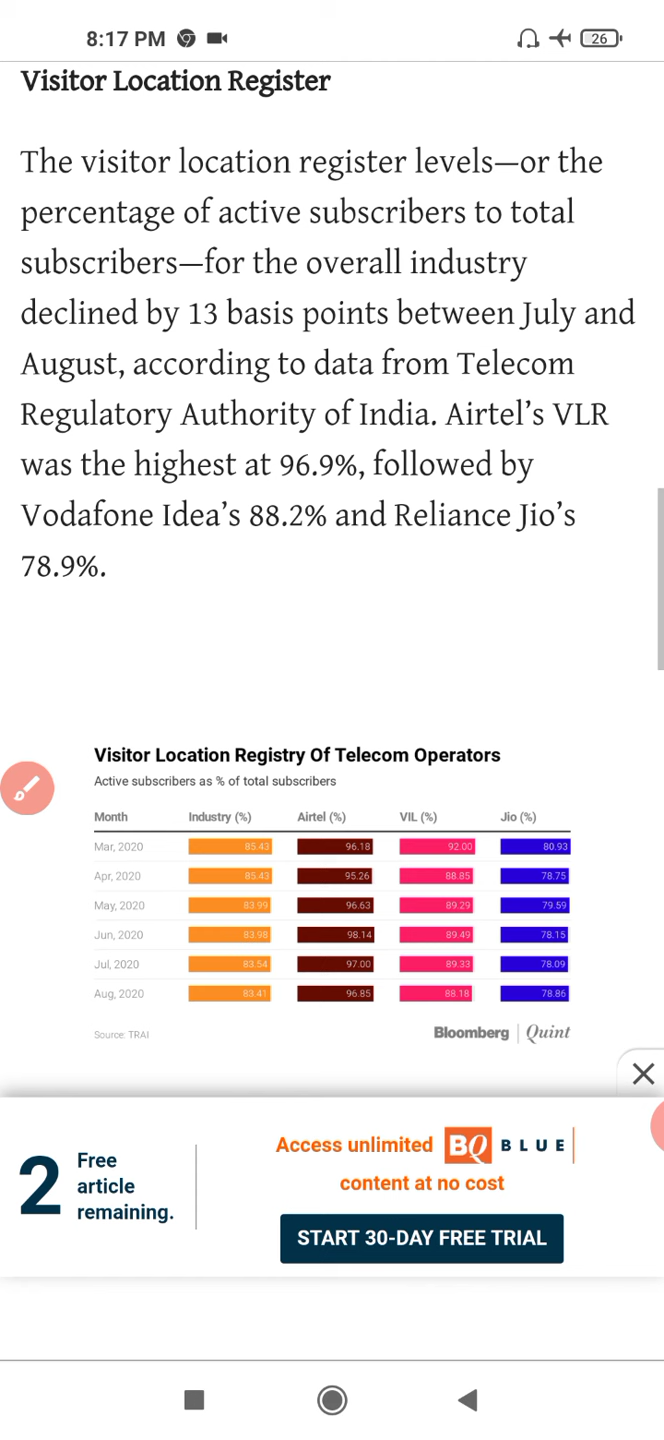 8:17 PM 26
Visitor Location Register
The visitor location register levels—or the
percentage of active subscribers to total
subscribers—for the overall industry
declined by 13 basis points between July and
August, according to data from Telecom
Regulatory Authority of India. Airtel's VLR
was the highest at 96.9%, followed by
Vodafone Idea's 88.2% and Reliance Jio's
78.9%.
Visitor Location Registry Of Telecom Operators
Active subscribers as % of total subscribers
Month Industry (%) Airtel (%) VIL (%) Jio (%)
Mar, 2020 85.43 96.18 92.00 80.93
Apr, 2020 85.43 95.26 88.85 78.75
May, 2020 83.99 96.63 89.29 79.59
Jun, 2020 83.98 98.14 89.49 78.15
Jul, 2020 83.54 97.00 89.33 78.09
Aug, 2020 83.41 96.85 88.18 78.86
Source: TRAI Bloomberg | Quint
2 Free
article
remaining.
Access unlimited BQ BLUE
content at no cost
START 30-DAY FREE TRIAL